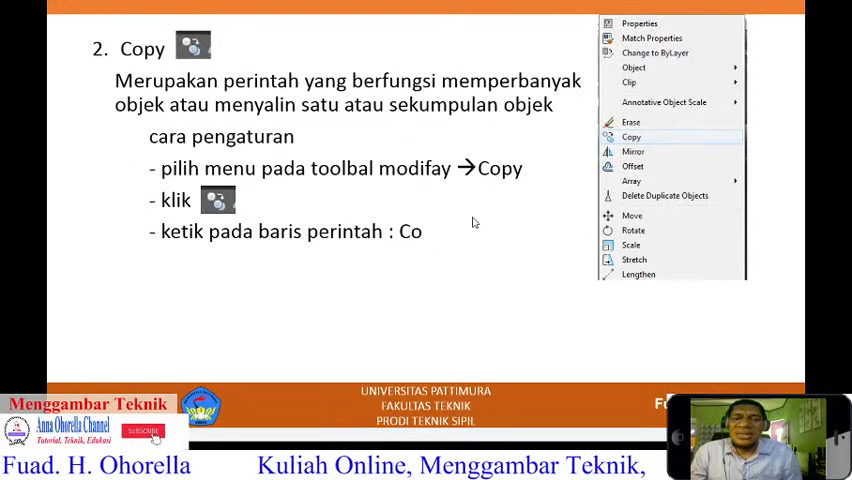 2. Copy
Merupakan perintah yang berfungsi memperbanyak
objek atau menyalin satu atau sekumpulan objek
cara pengaturan
- pilih menu pada toolbal modifay →Copy
- klik
- ketik pada baris perintah : Co
Properties
Match Properties
Change to ByLayer
Object
Clip
Annotative Object Scale
Erase
Copy
Mirror
Offset
Array
Delete Duplicate Objects
Move
Rotate
Scale
Stretch
Lengthen
UNIVERSITAS PATTIMURA
FAKULTAS TEKNIK
PRODI TEKNIK SIPIL
Menggambar Teknik
Anna Ohorella Channel
Tutorial, Teknik, Edukasi
SUBSCRIBE
Fuad. H. Ohorella
Kuliah Online, Menggambar Teknik,